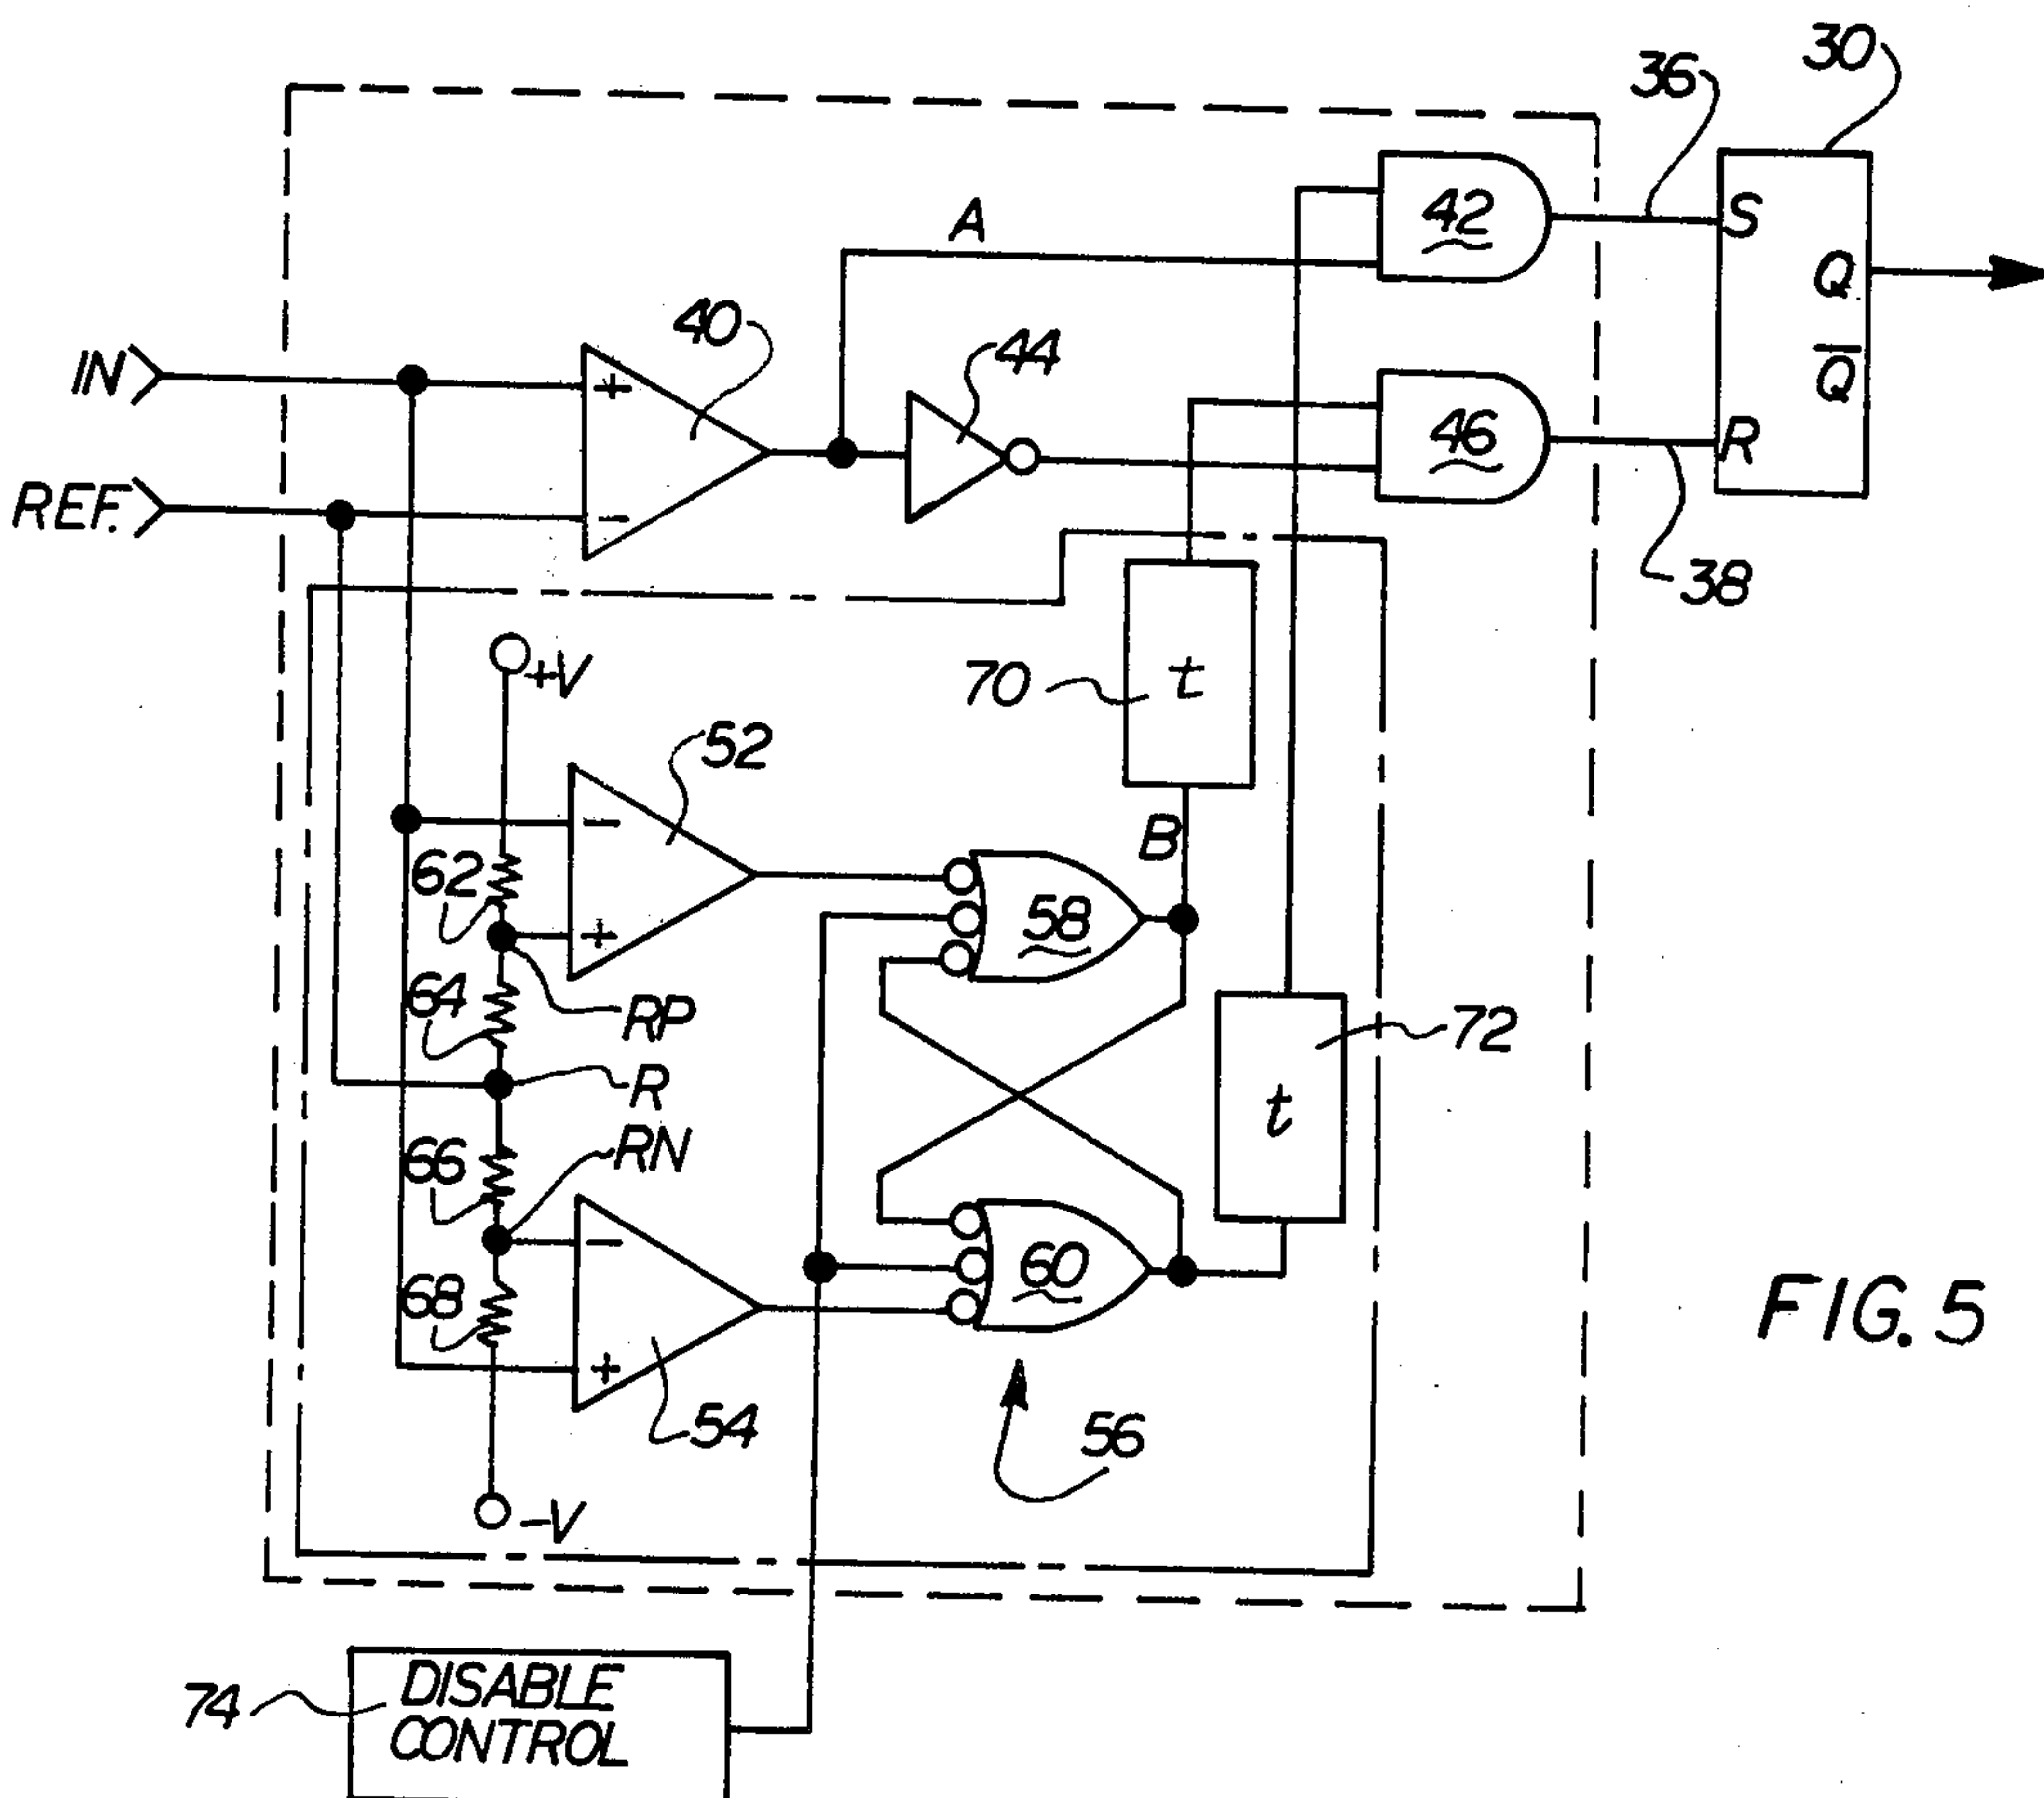 30
36
42
S
A
Q
40
44
IN
+
Q
46
R
REF.
−
38
+V
70
t
52
−
B
62
58
+
64
RP
72
R
t
66
RN
−
60
68
+
FIG. 5
54
56
−V
74
DISABLE
CONTROL